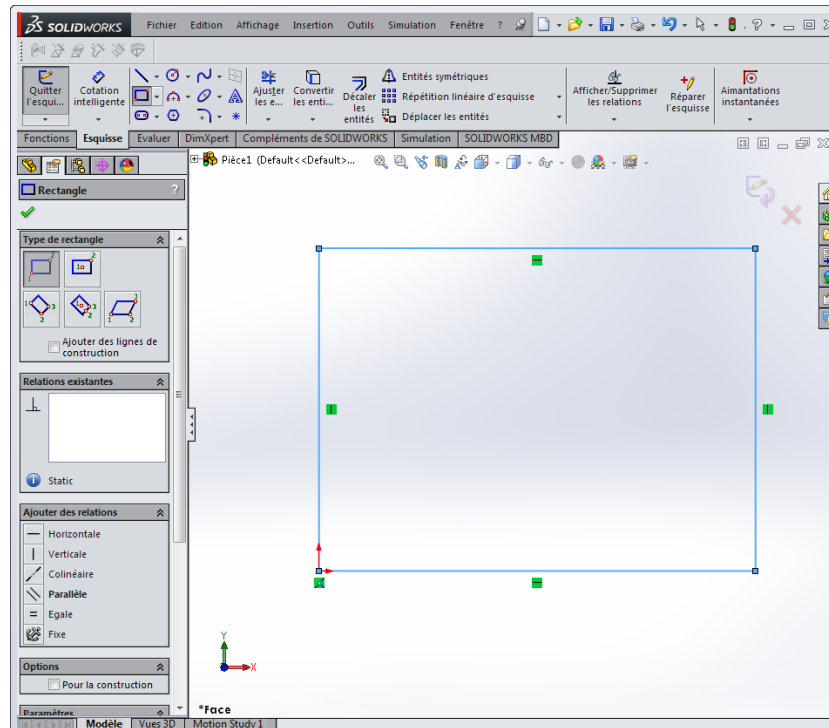 SOLIDWORKS Fichier Edition Affichage Insertion Outils Simulation Fenêtre ?
Quitter l'esqui...
Cotation intelligente
Ajuster les e...
Convertir les enti...
Décaler les entités
Entités symétriques
Répétition linéaire d'esquisse
Déplacer les entités
Afficher/Supprimer les relations
Réparer l'esquisse
Aimantations instantanées
Fonctions Esquisse Evaluer DimXpert Compléments de SOLIDWORKS Simulation SOLIDWORKS MBD
Pièce1 (Default<<Default>...
Rectangle ?
Type de rectangle
Ajouter des lignes de
construction
Relations existantes
Static
Ajouter des relations
Horizontale
Verticale
Colinéaire
Parallèle
Egale
Fixe
Options
Pour la construction
Paramètres
Y
X
*Face
Modèle Vues 3D Motion Study 1